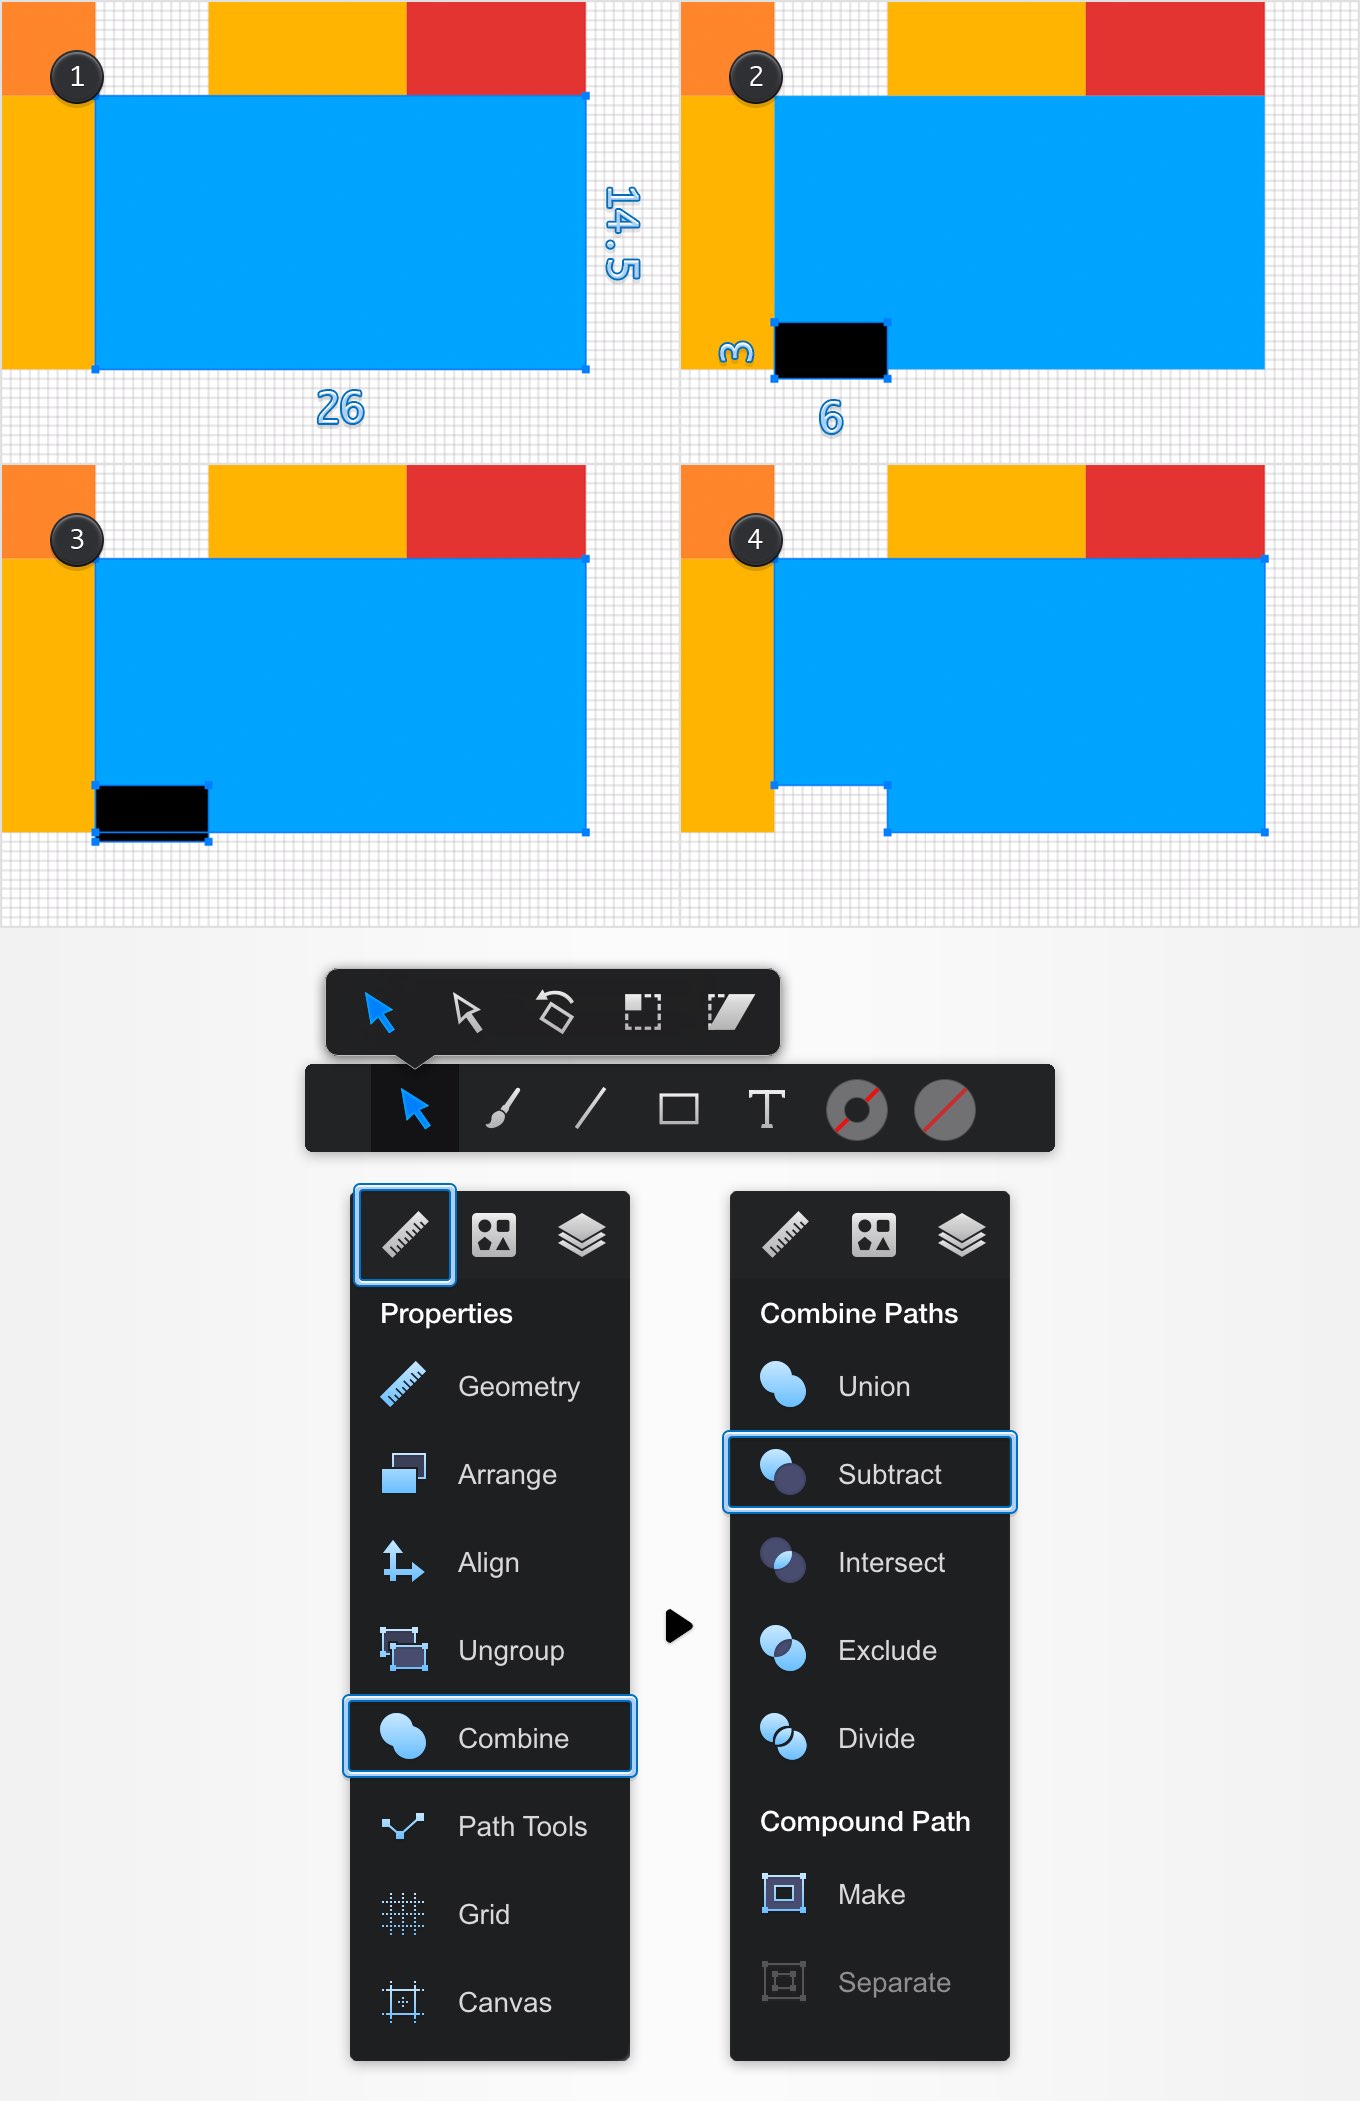 1
14.5
26
2
3
6
3
4
Properties
Geometry
Arrange
Align
Ungroup
Combine
Path Tools
Grid
Canvas
Combine Paths
Union
Subtract
Intersect
Exclude
Divide
Compound Path
Make
Separate